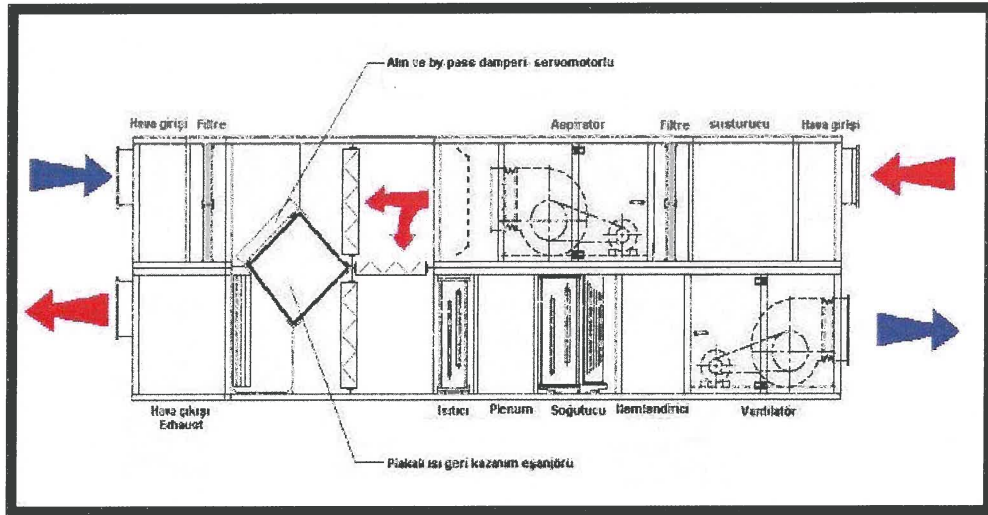 Alın ve by-pass damperi- servomotorlu
Hava girişi Filtre Aspiratör Filtre susturucu Hava girişi
Hava çıkışı Isıtıcı Plenum Soğutucu Nemlendirici Vantilatör
Exhaust
Plakalı ısı geri kazanım eşanjörü